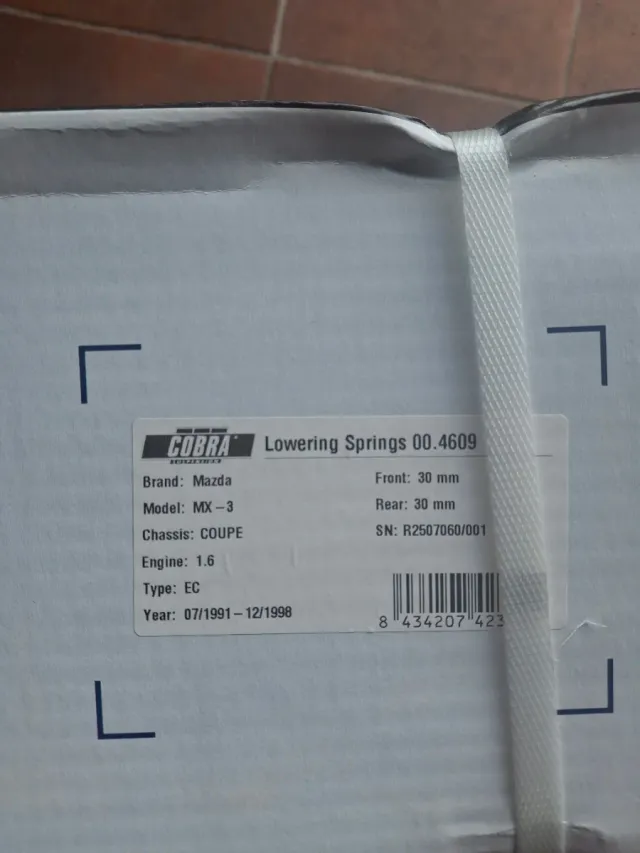 COBRA
SUSPENSION
Lowering Springs 00.4609
Brand: Mazda
Model: MX-3
Chassis: COUPE
Engine: 1.6
Type: EC
Year: 07/1991-12/1998
Front: 30 mm
Rear: 30 mm
SN: R2507060/001
8 434207 423